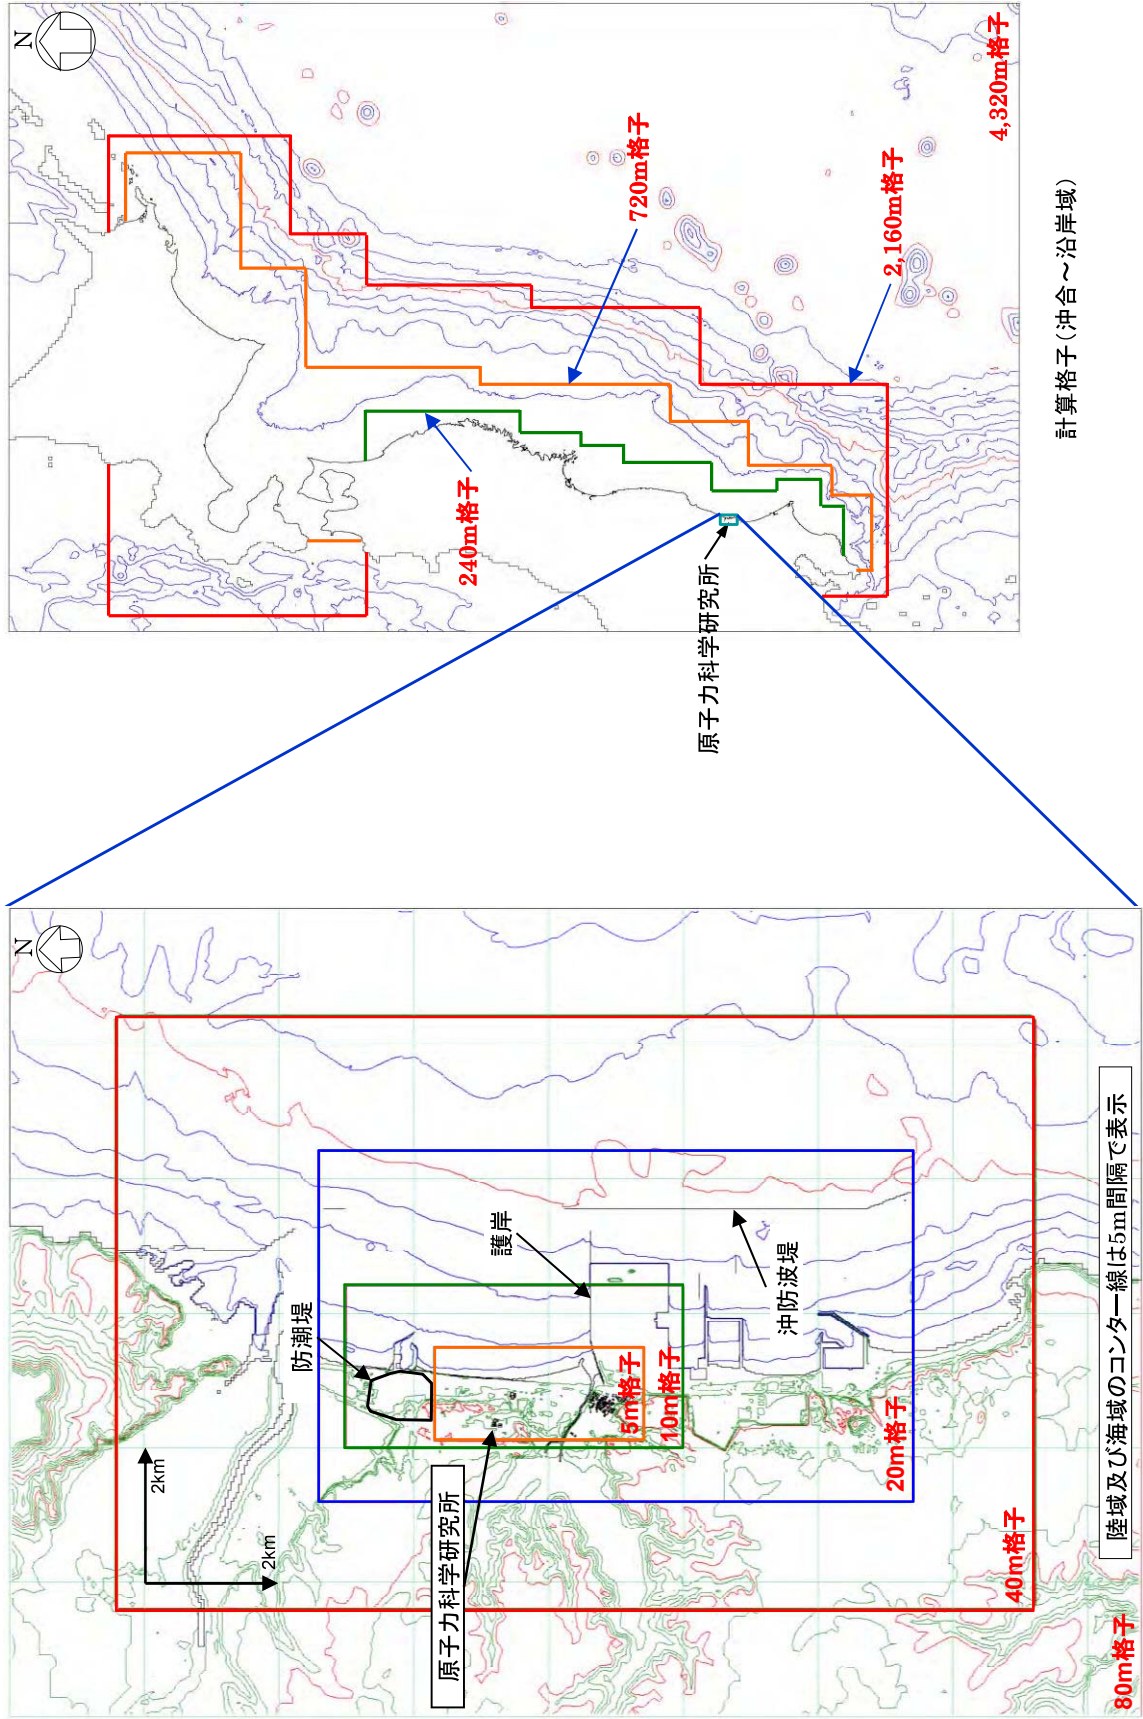 N
4,320m格子
720m格子
2,160m格子
240m格子
原子力科学研究所
計算格子(沖合～沿岸域)
N
2km
2km
防潮堤
護岸
沖防波堤
原子力科学研究所
5m格子
10m格子
20m格子
40m格子
80m格子
陸域及び海域のコンター線は5m間隔で表示